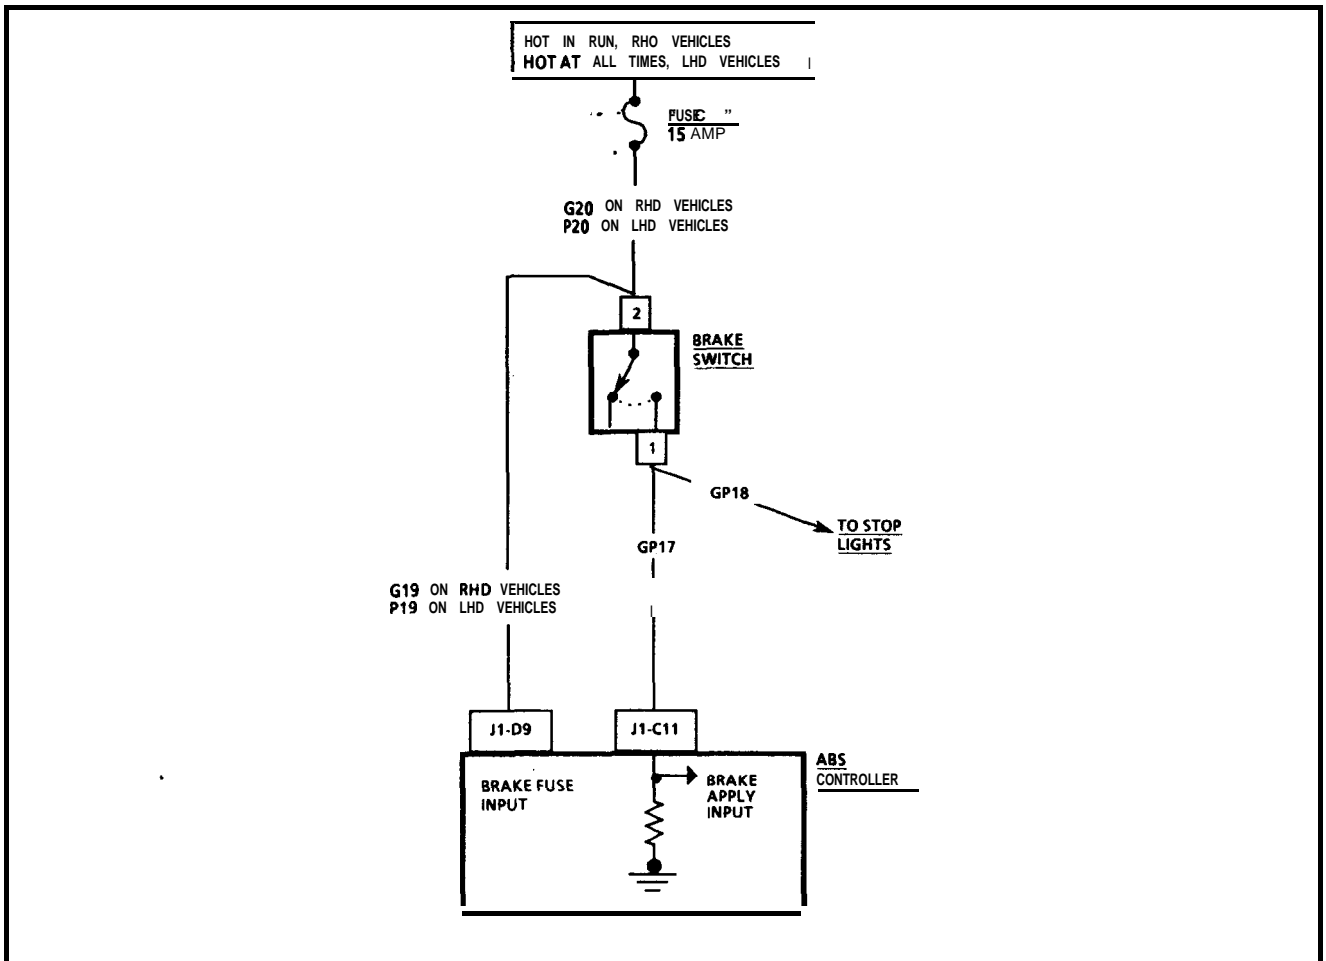 HOT IN RUN, RHO VEHICLES
HOT AT ALL TIMES, LHD VEHICLES
FUSE C ”
15 AMP
G20 ON RHD VEHICLES
P20 ON LHD VEHICLES
2
BRAKE
SWITCH
1
GP18
TO STOP
LIGHTS
GP17
G19 ON RHD VEHICLES
P19 ON LHD VEHICLES
J1-D9
J1-C11
ABS
CONTROLLER
BRAKE FUSE
INPUT
BRAKE
APPLY
INPUT